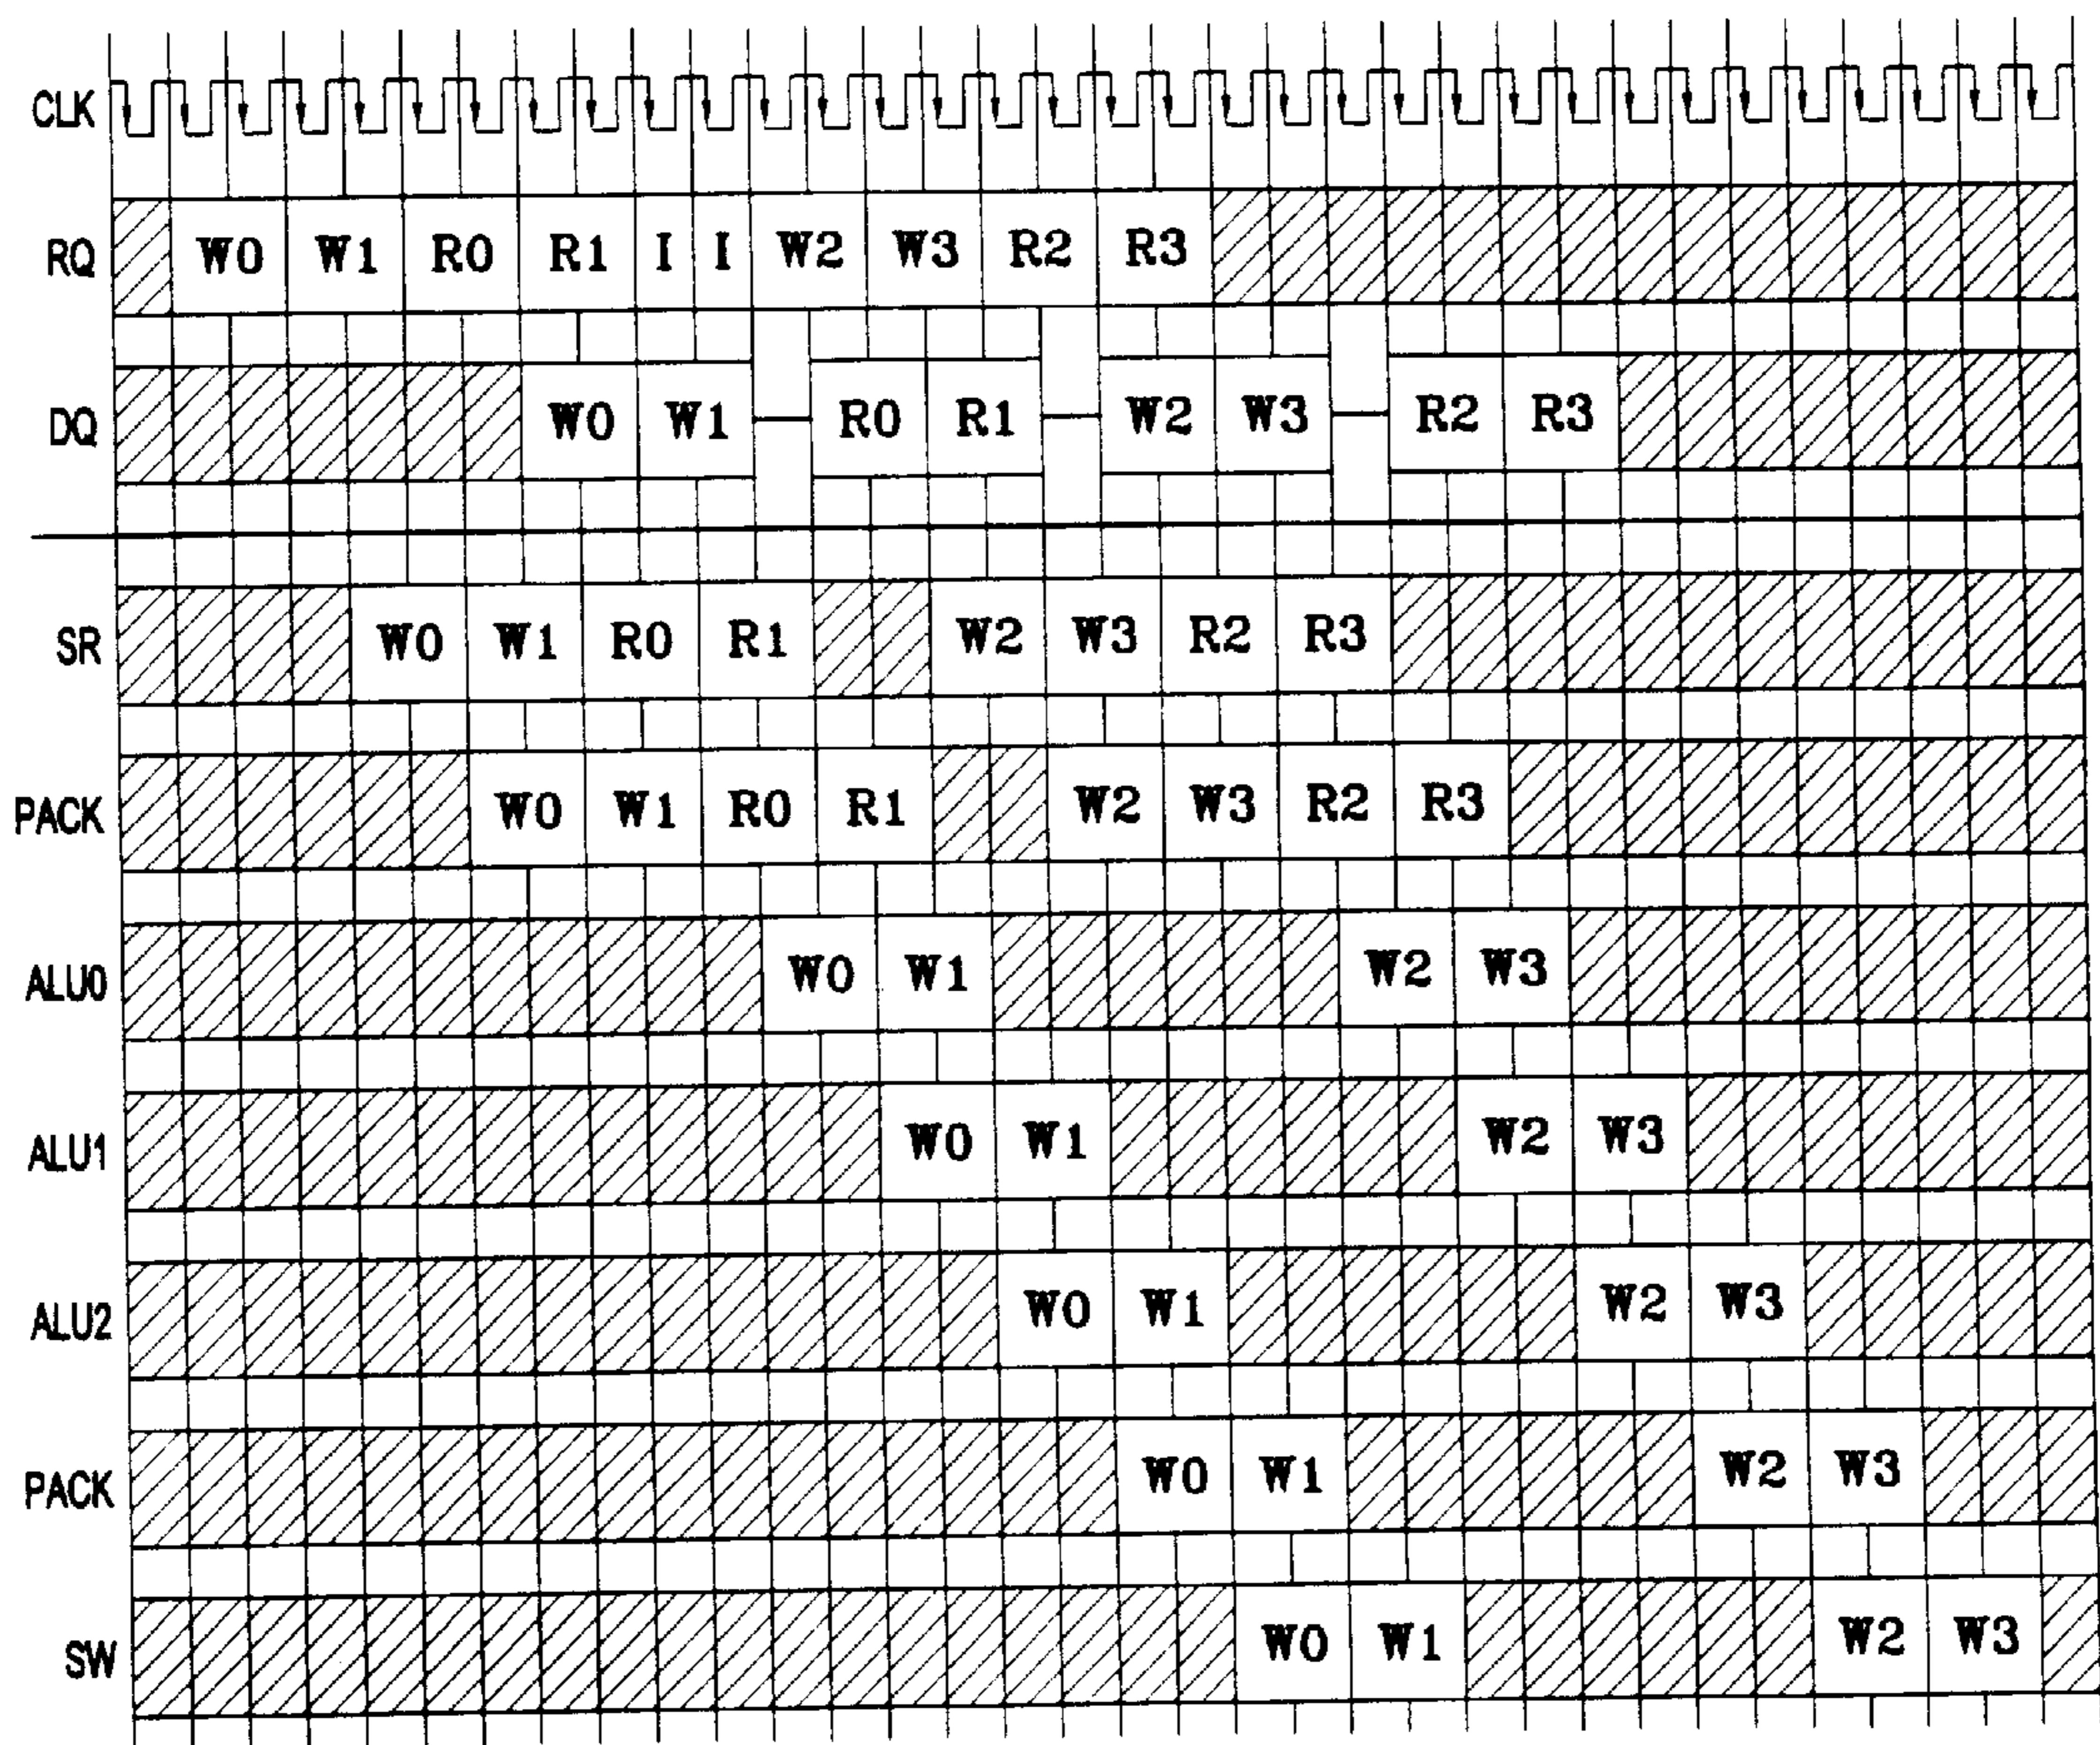 CLK
RQ W0 W1 R0 R1 I I W2 W3 R2 R3
DQ W0 W1 R0 R1 W2 W3 R2 R3
SR W0 W1 R0 R1 W2 W3 R2 R3
PACK W0 W1 R0 R1 W2 W3 R2 R3
ALU0 W0 W1 W2 W3
ALU1 W0 W1 W2 W3
ALU2 W0 W1 W2 W3
PACK W0 W1 W2 W3
SW W0 W1 W2 W3